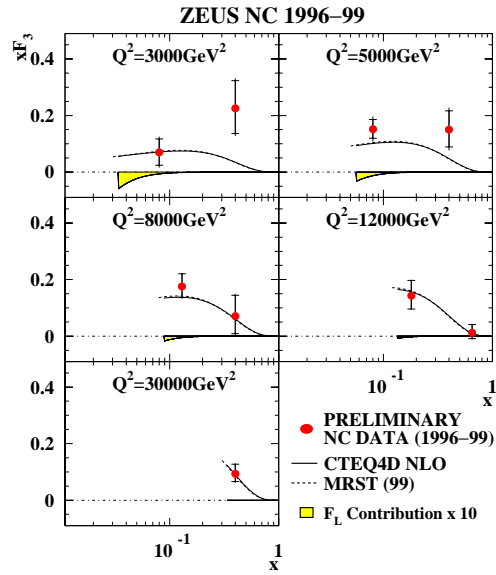 ZEUS NC 1996–99
xF₃
Q²=3000GeV²
Q²=5000GeV²
0.4
0.2
0
Q²=8000GeV²
Q²=12000GeV²
0.4
0.2
0
Q²=30000GeV²
10⁻¹ 1
x
0.4
0.2
0
10⁻¹ 1
x
PRELIMINARY
NC DATA (1996–99)
CTEQ4D NLO
MRST (99)
F_L Contribution x 10